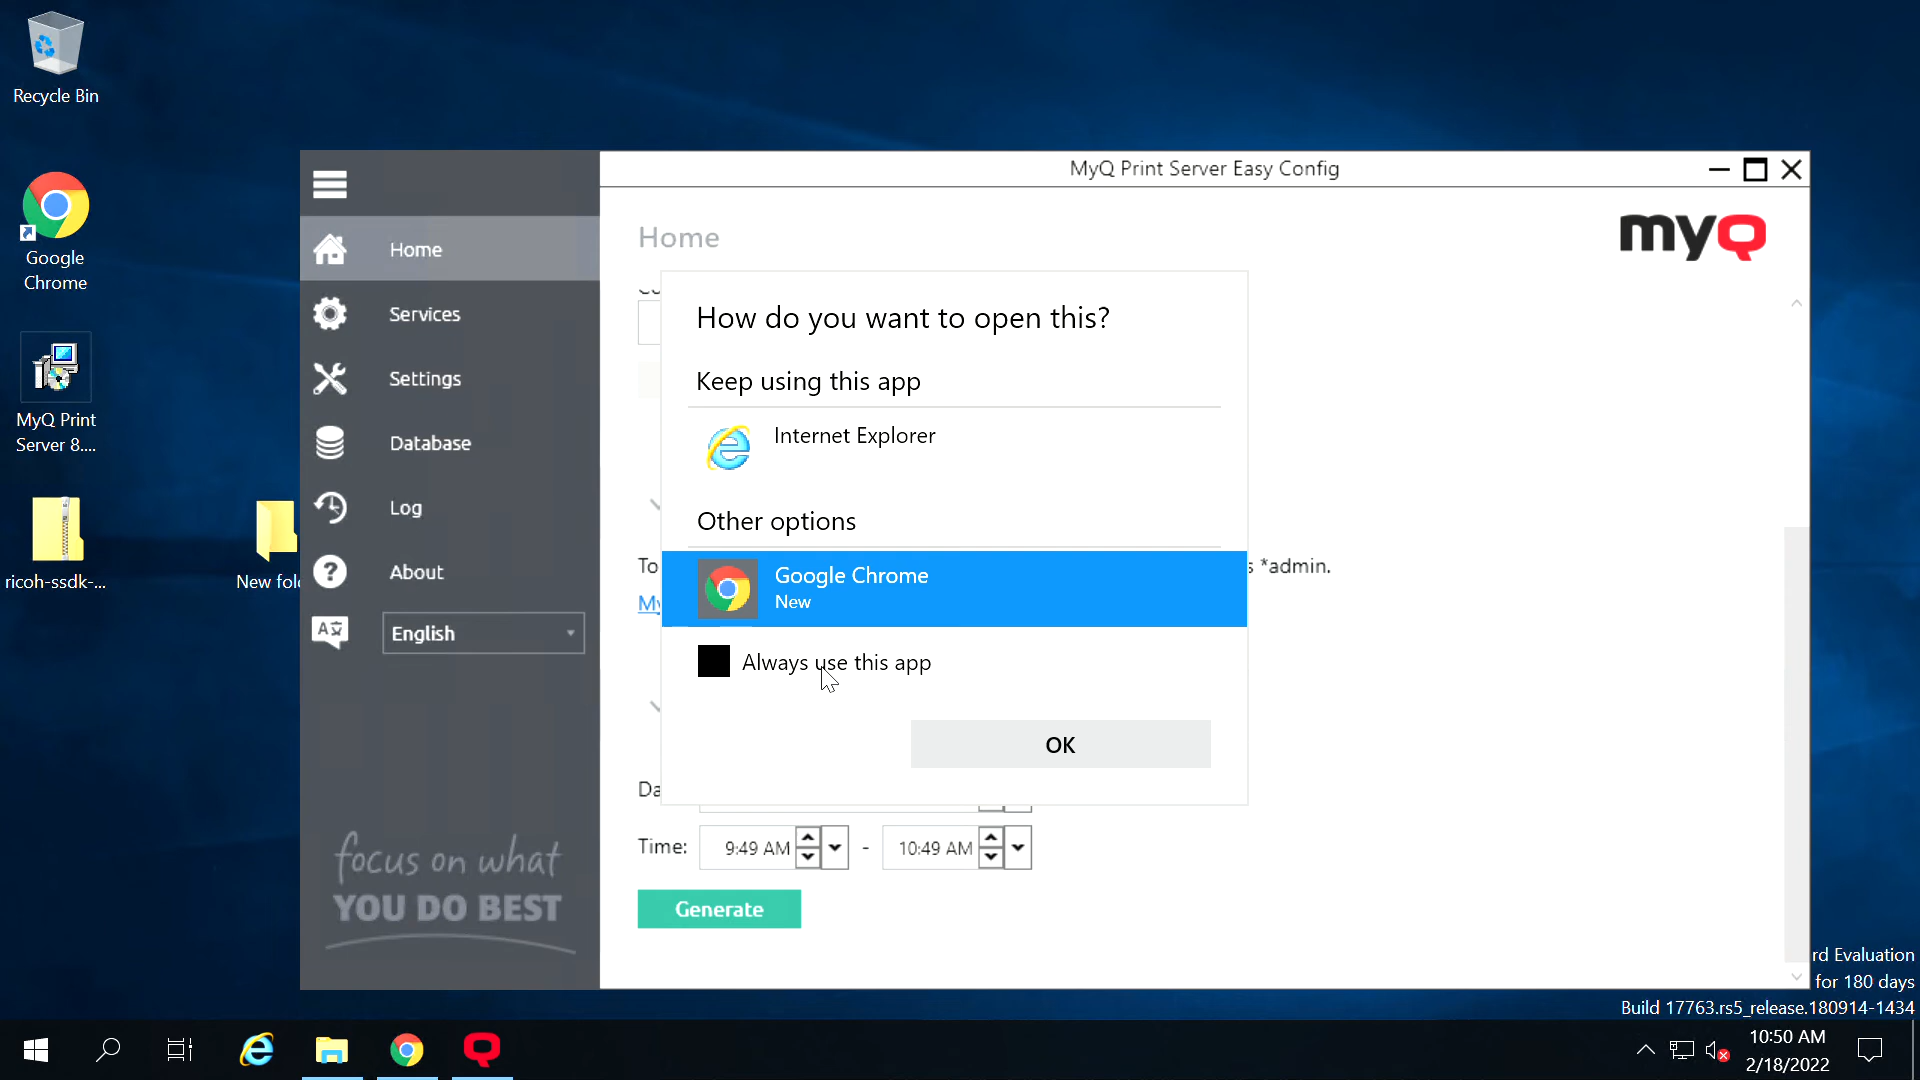 Recycle Bin
Google
Chrome
MyQ Print
Server 8....
ricoh-ssdk-...
New fol
MyQ Print Server Easy Config
Home
Services
Settings
Database
Log
About
English
focus on what
YOU DO BEST
Home
myQ
How do you want to open this?
Keep using this app
Internet Explorer
Other options
Google Chrome
New
Always use this app
OK
To
s *admin.
My
Da
Time:
9:49 AM
-
10:49 AM
Generate
rd Evaluation
for 180 days
Build 17763.rs5_release.180914-1434
10:50 AM
2/18/2022